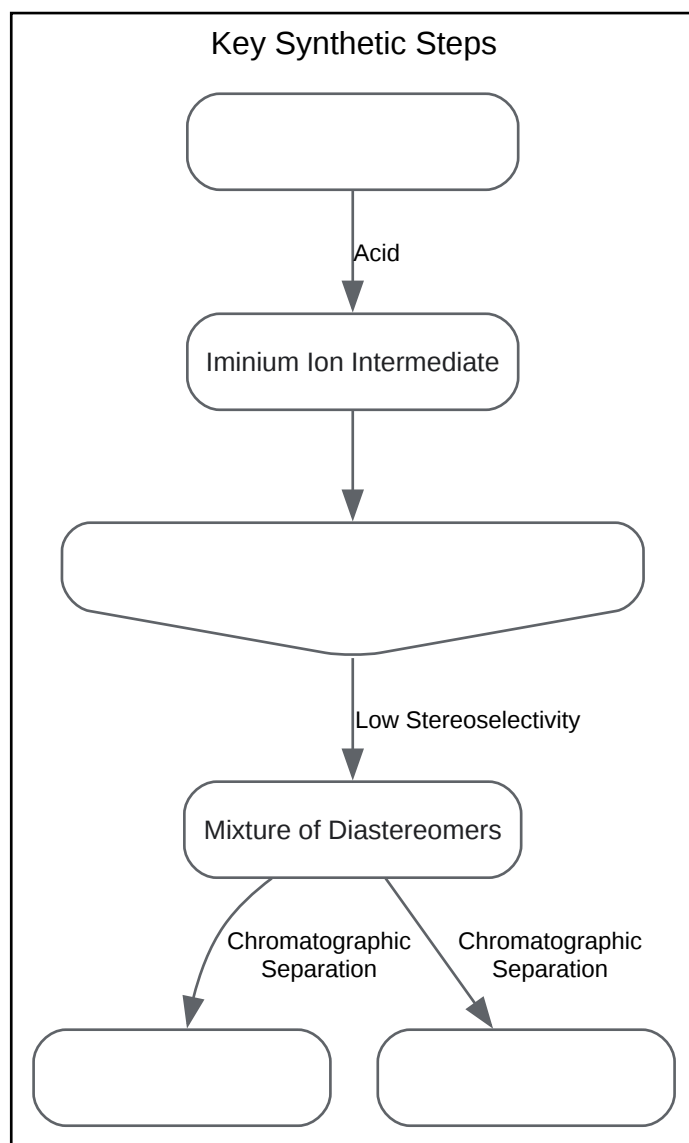 Key Synthetic Steps
Acid
Iminium Ion Intermediate
Low Stereoselectivity
Mixture of Diastereomers
Chromatographic
Separation
Chromatographic
Separation